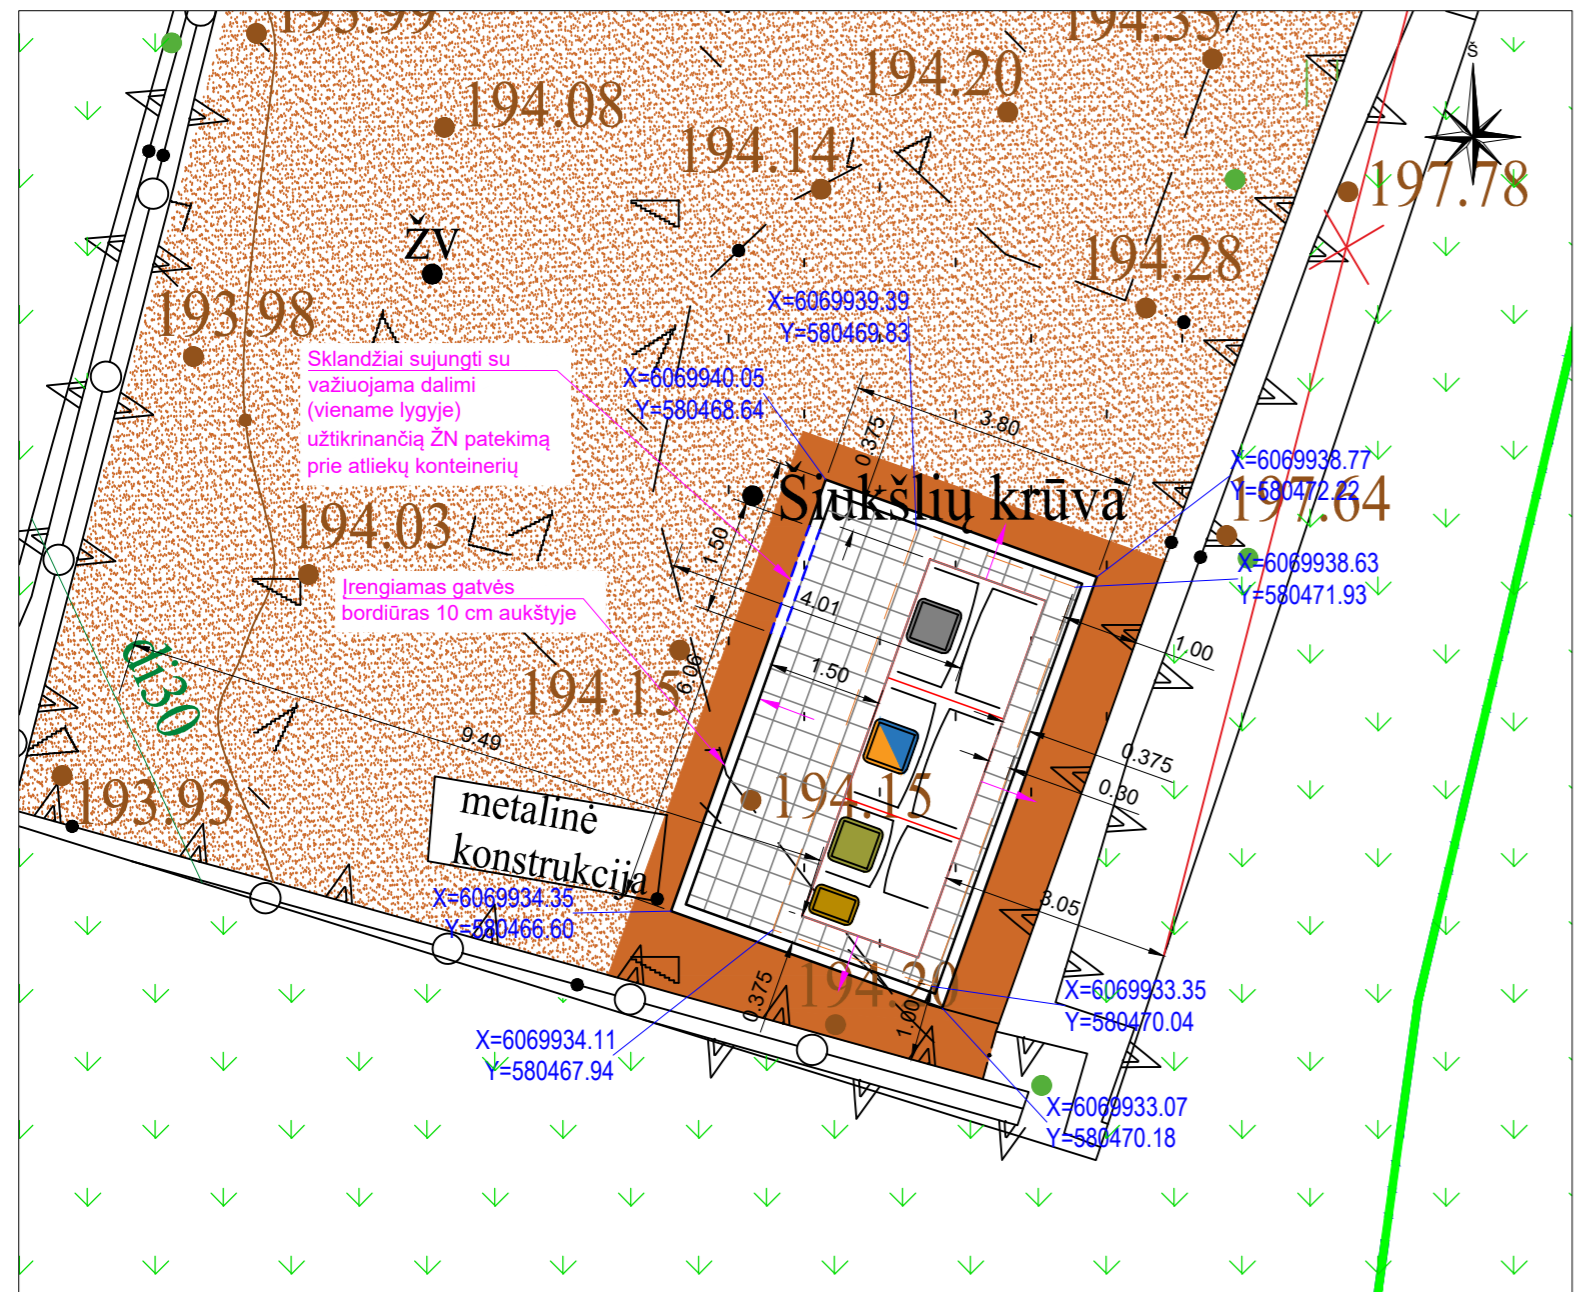 193.99
194.35
Š
194.20
194.08
194.14
197.78
ŽV
194.28
193.98
X=6069939.39
Y=580469.83
Sklandžiai sujungti su
važiuojama dalimi
(viename lygyje)
užtikrinančią ŽN patekimą
prie atliekų konteinerių
X=6069940.05
Y=580468.64
0.375
3.80
X=6069938.77
Y=580472.22
Šiukšlių krūva
197.64
194.03
1.50
X=6069938.63
Y=580471.93
Įrengiamas gatvės
bordiūras 10 cm aukštyje
4.01
1.00
di30
194.15
6.06
1.50
9.49
0.375
0.30
193.93
194.15
metalinė
konstrukcija
X=6069934.35
Y=580466.60
3.05
194.20
0.375
1.00
X=6069933.35
Y=580470.04
X=6069934.11
Y=580467.94
X=6069933.07
Y=580470.18